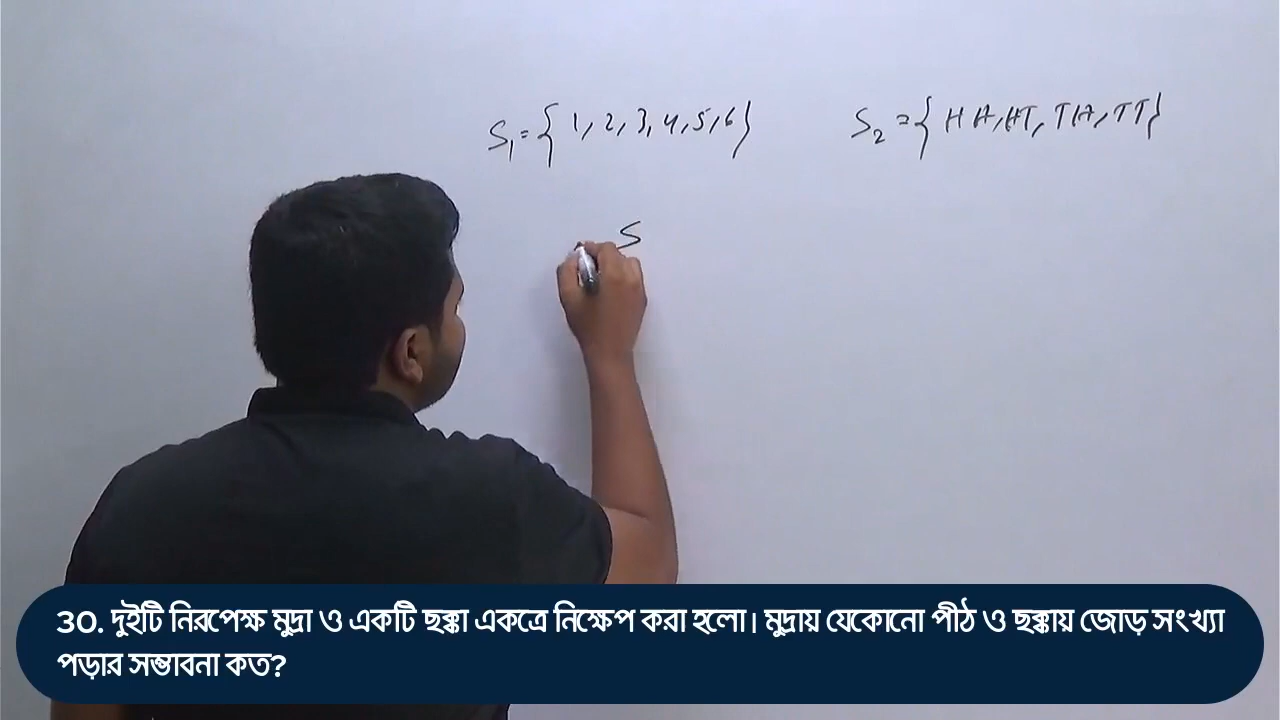 S₁ = { 1, 2, 3, 4, 5, 6 } S₂ = { HH, HT, TH, TT }
S
30. দুইটি নিরপেক্ষ মুদ্রা ও একটি ছক্কা একত্রে নিক্ষেপ করা হলো। মুদ্রায় যেকোনো পীঠ ও ছক্কায় জোড় সংখ্যা
পড়ার সম্ভাবনা কত?